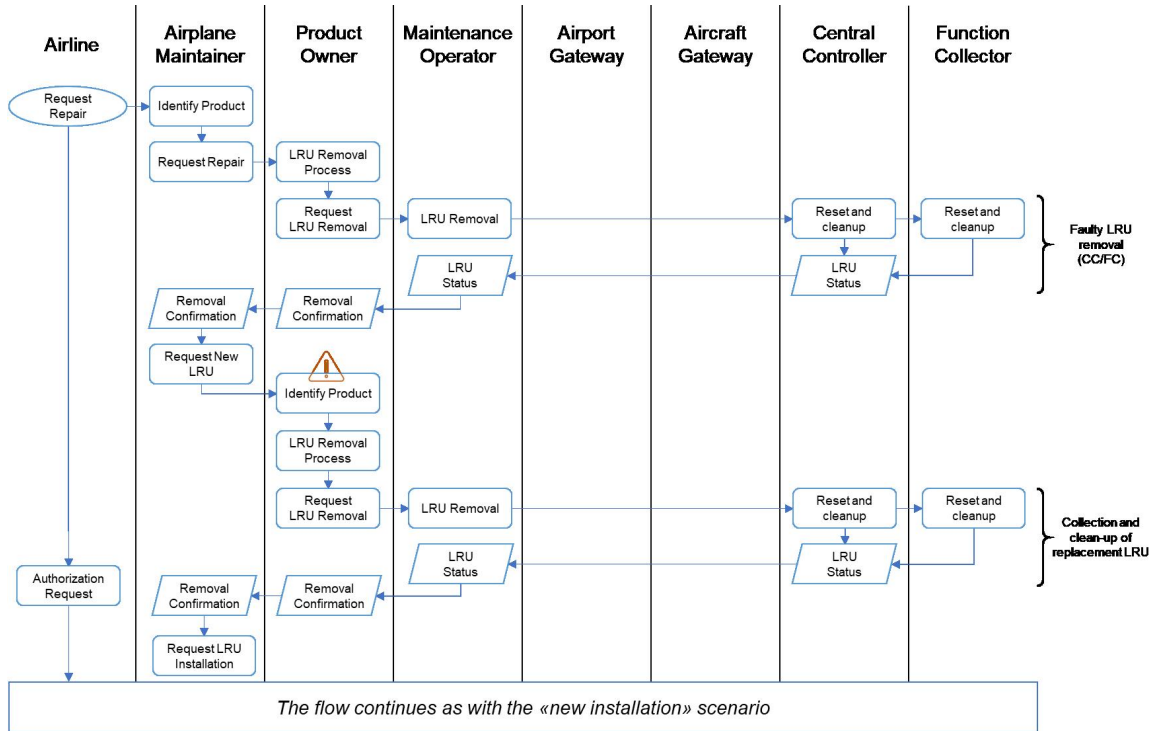 Airline
Airplane
Maintainer
Product
Owner
Maintenance
Operator
Airport
Gateway
Aircraft
Gateway
Central
Controller
Function
Collector
Request
Repair
Identify Product
Request Repair
LRU Removal
Process
Request
LRU Removal
LRU Removal
Reset and
cleanup
Reset and
cleanup
Faulty LRU
removal
(CC/FC)
LRU
Status
LRU
Status
Removal
Confirmation
Removal
Confirmation
Request New
LRU
Identify Product
LRU Removal
Process
Request
LRU Removal
LRU Removal
Reset and
cleanup
Reset and
cleanup
Collection and
clean-up of
replacement LRU
LRU
Status
LRU
Status
Authorization
Request
Removal
Confirmation
Removal
Confirmation
Request LRU
Installation
The flow continues as with the «new installation» scenario